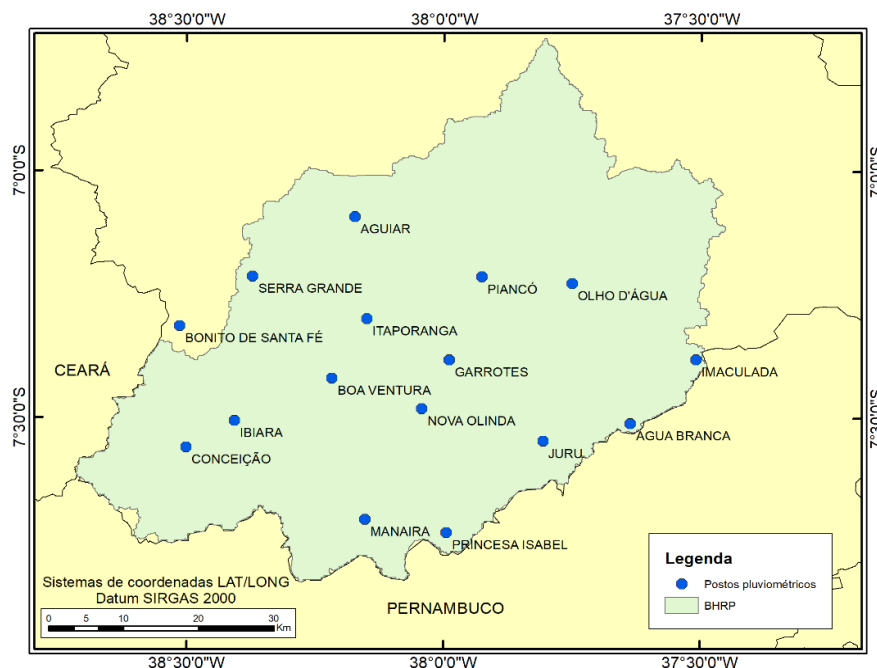 38°30'0"W 38°0'0"W 37°30'0"W
7°0'0"S 7°0'0"S
AGUIAR
SERRA GRANDE
PIANCÓ
OLHO D'ÁGUA
BONITO DE SANTA FÉ
ITAPORANGA
CEARÁ
GARROTES
IMACULADA
BOA VENTURA
7°30'0"S 7°30'0"S
NOVA OLINDA
IBIARA
ÁGUA BRANCA
CONCEIÇÃO
JURU
MANAIRA
PRINCESA ISABEL
Legenda
Postos pluviométricos
BHRP
Sistemas de coordenadas LAT/LONG
Datum SIRGAS 2000
PERNAMBUCO
0 5 10 20 30
Km
38°30'0"W 38°0'0"W 37°30'0"W